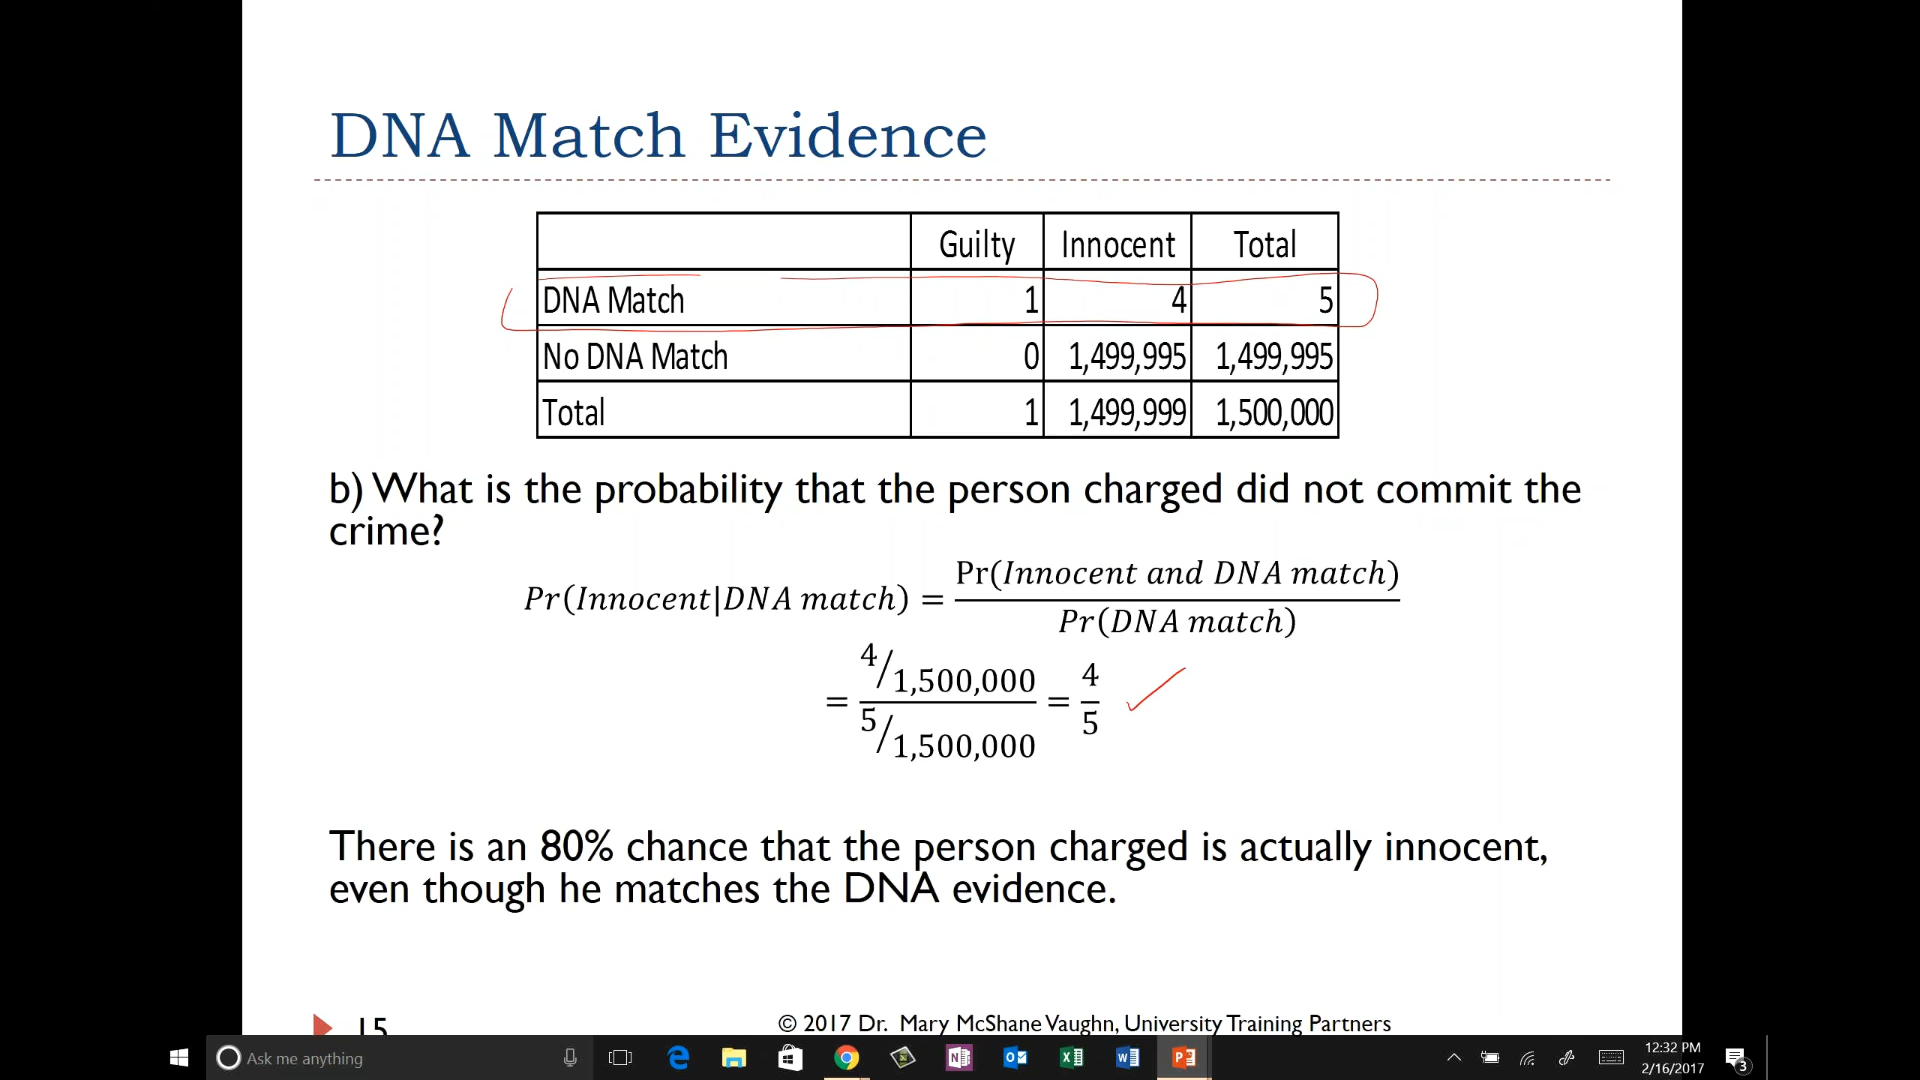 DNA Match Evidence
Guilty Innocent Total
DNA Match 1 4 5
No DNA Match 0 1,499,995 1,499,995
Total 1 1,499,999 1,500,000
b) What is the probability that the person charged did not commit the
crime?
Pr(Innocent|DNA match) = Pr(Innocent and DNA match) / Pr(DNA match)
= 4/1,500,000 / 5/1,500,000 = 4/5
There is an 80% chance that the person charged is actually innocent,
even though he matches the DNA evidence.
15
© 2017 Dr. Mary McShane Vaughn, University Training Partners
Ask me anything
12:32 PM
2/16/2017
3